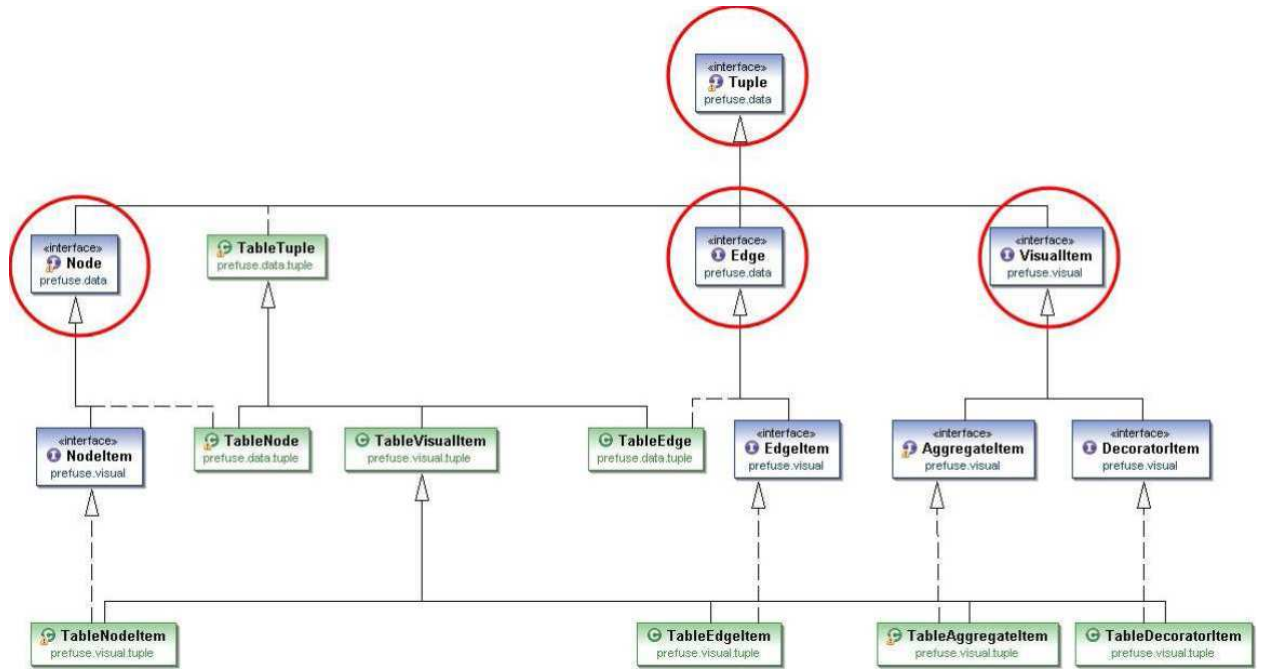 «interface»
Tuple
prefuse.data
«interface»
Node
prefuse.data
TableTuple
prefuse.data.tuple
«interface»
Edge
prefuse.data
«interface»
VisualItem
prefuse.visual
«interface»
NodeItem
prefuse.visual
TableNode
prefuse.data.tuple
TableVisualItem
prefuse.visual.tuple
TableEdge
prefuse.data.tuple
«interface»
EdgeItem
prefuse.visual
«interface»
AggregateItem
prefuse.visual
«interface»
DecoratorItem
prefuse.visual
TableNodeItem
prefuse.visual.tuple
TableEdgeItem
prefuse.visual.tuple
TableAggregateItem
prefuse.visual.tuple
TableDecoratorItem
prefuse.visual.tuple